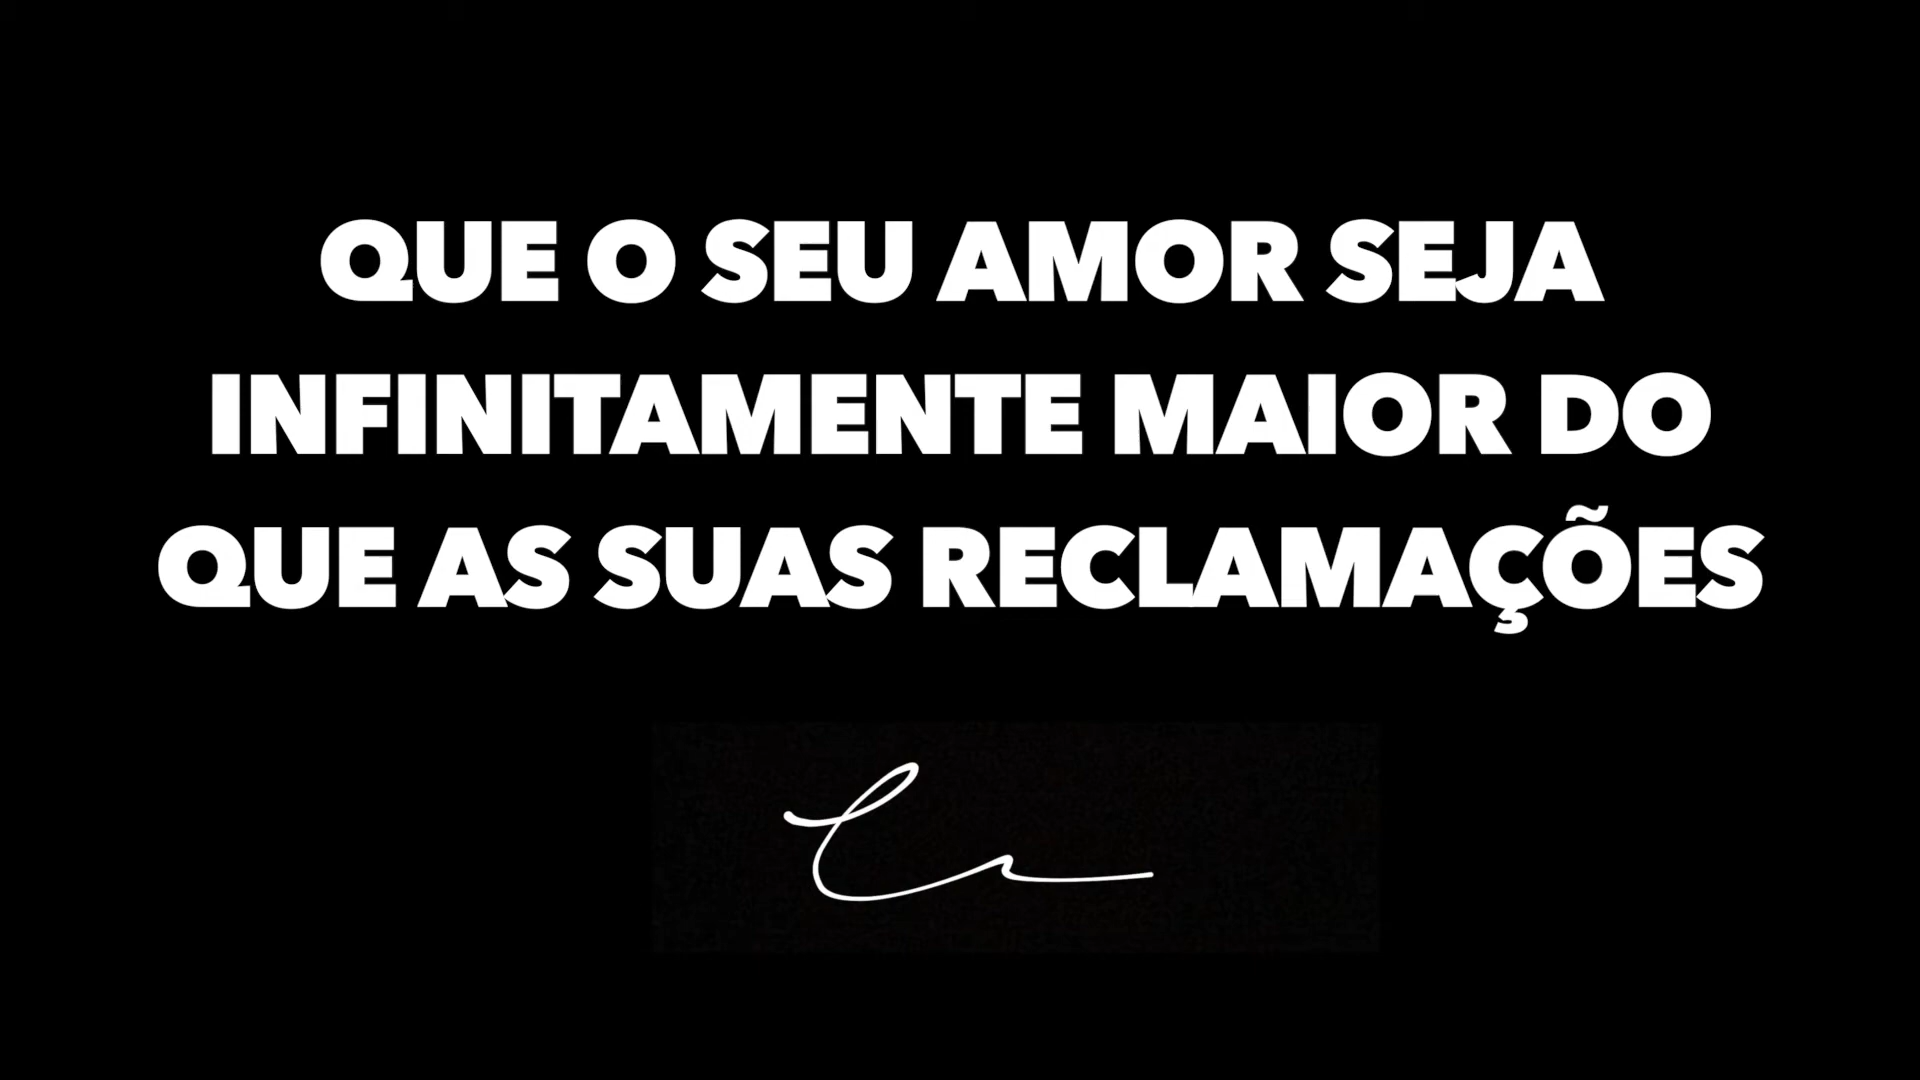 QUE O SEU AMOR SEJA
INFINITAMENTE MAIOR DO
QUE AS SUAS RECLAMAÇÕES